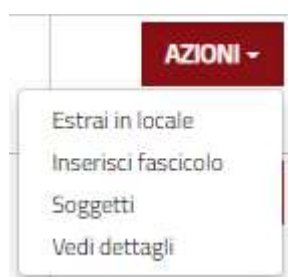 AZIONI
Estrai in locale
Inserisci fascicolo
Soggetti
Vedi dettagli